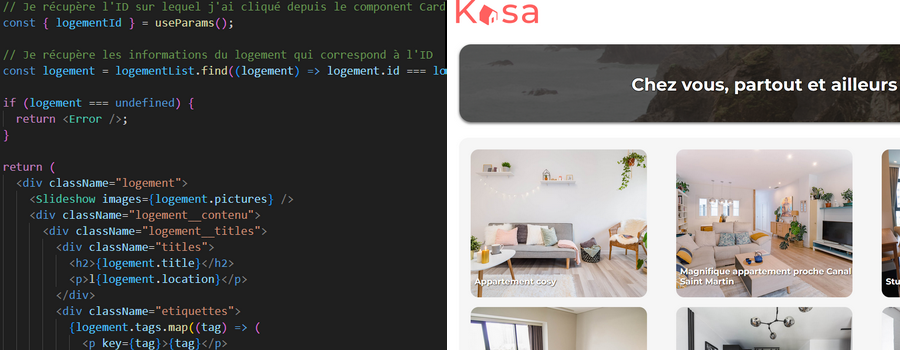 // Je récupère l'ID sur lequel j'ai cliqué depuis le component Card
const { logementId } = useParams();
// Je récupère les informations du logement qui correspond à l'ID
const logement = logementList.find((logement) => logement.id ===
if (logement === undefined) {
return <Error />;
}
return (
<div className="logement">
<Slideshow images={logement.pictures} />
<div className="logement__contenu">
<div className="logement__titles">
<div className="titles">
<h2>{logement.title}</h2>
<p>l{logement.location}</p>
</div>
<div className="etiquettes">
{logement.tags.map((tag) => (
<p key={tag}>{tag}</p>
Kasa
Chez vous, partout et ailleurs
Appartement cosy
Magnifique appartement proche Canal
Saint Martin
Stu